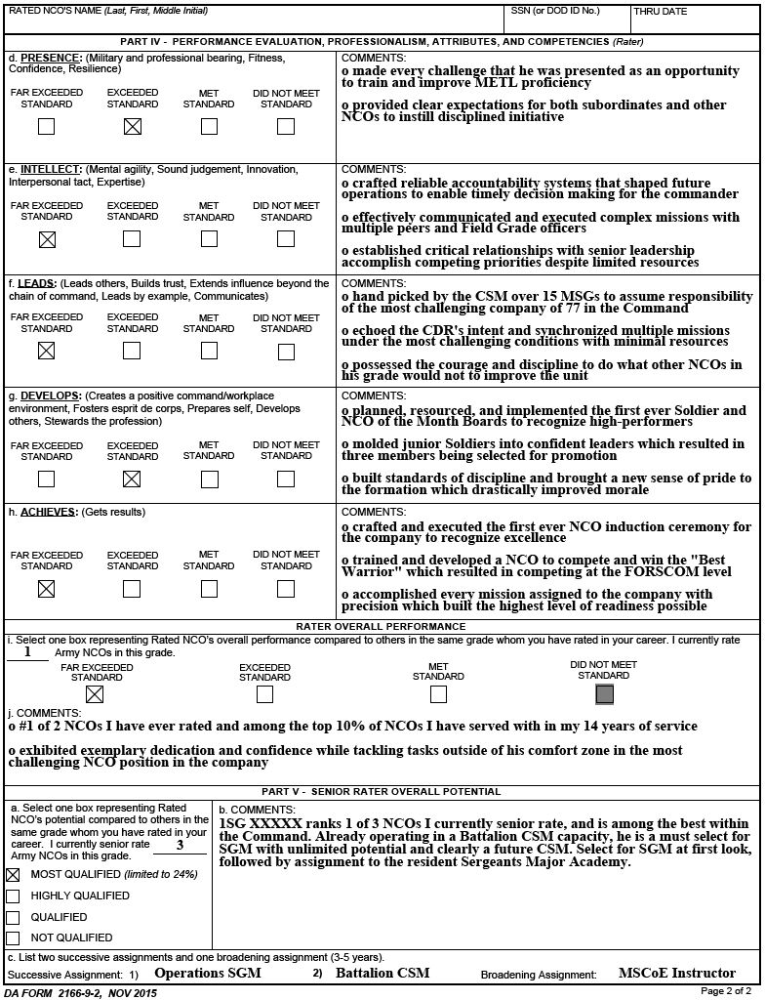 RATED NCO'S NAME (Last, First, Middle Initial)
SSN (or DOD ID No.)
THRU DATE
PART IV - PERFORMANCE EVALUATION, PROFESSIONALISM, ATTRIBUTES, AND COMPETENCIES (Rater)
d. PRESENCE: (Military and professional bearing, Fitness,
Confidence, Resilience)
FAR EXCEEDED
STANDARD
EXCEEDED
STANDARD
MET
STANDARD
DID NOT MEET
STANDARD
COMMENTS:
o made every challenge that he was presented as an opportunity
to train and improve METL proficiency
o provided clear expectations for both subordinates and other
NCOs to instill disciplined initiative
e. INTELLECT: (Mental agility, Sound judgement, Innovation,
Interpersonal tact, Expertise)
FAR EXCEEDED
STANDARD
EXCEEDED
STANDARD
MET
STANDARD
DID NOT MEET
STANDARD
COMMENTS:
o crafted reliable accountability systems that shaped future
operations to enable timely decision making for the commander
o effectively communicated and executed complex missions with
multiple peers and Field Grade officers
o established critical relationships with senior leadership
accomplish competing priorities despite limited resources
f. LEADS: (Leads others, Builds trust, Extends influence beyond the
chain of command, Leads by example, Communicates)
FAR EXCEEDED
STANDARD
EXCEEDED
STANDARD
MET
STANDARD
DID NOT MEET
STANDARD
COMMENTS:
o hand picked by the CSM over 15 MSGs to assume responsibility
of the most challenging company of 77 in the Command
o echoed the CDR's intent and synchronized multiple missions
under the most challenging conditions with minimal resources
o possessed the courage and discipline to do what other NCOs in
his grade would not to improve the unit
g. DEVELOPS: (Creates a positive command/workplace
environment, Fosters esprit de corps, Prepares self, Develops
others, Stewards the profession)
FAR EXCEEDED
STANDARD
EXCEEDED
STANDARD
MET
STANDARD
DID NOT MEET
STANDARD
COMMENTS:
o planned, resourced, and implemented the first ever Soldier and
NCO of the Month Boards to recognize high-performers
o molded junior Soldiers into confident leaders which resulted in
three members being selected for promotion
o built standards of discipline and brought a new sense of pride to
the formation which drastically improved morale
h. ACHIEVES: (Gets results)
FAR EXCEEDED
STANDARD
EXCEEDED
STANDARD
MET
STANDARD
DID NOT MEET
STANDARD
COMMENTS:
o crafted and executed the first ever NCO induction ceremony for
the company to recognize excellence
o trained and developed a NCO to compete and win the "Best
Warrior" which resulted in competing at the FORSCOM level
o accomplished every mission assigned to the company with
precision which built the highest level of readiness possible
RATER OVERALL PERFORMANCE
i. Select one box representing Rated NCO's overall performance compared to others in the same grade whom you have rated in your career. I currently rate
1 Army NCOs in this grade.
FAR EXCEEDED
STANDARD
EXCEEDED
STANDARD
MET
STANDARD
DID NOT MEET
STANDARD
j. COMMENTS:
o #1 of 2 NCOs I have ever rated and among the top 10% of NCOs I have served with in my 14 years of service
o exhibited exemplary dedication and confidence while tackling tasks outside of his comfort zone in the most
challenging NCO position in the company
PART V - SENIOR RATER OVERALL POTENTIAL
a. Select one box representing Rated
NCO's potential compared to others in the
same grade whom you have rated in your
career. I currently senior rate 3
Army NCOs in this grade.
MOST QUALIFIED (limited to 24%)
HIGHLY QUALIFIED
QUALIFIED
NOT QUALIFIED
b. COMMENTS:
1SG XXXXX ranks 1 of 3 NCOs I currently senior rate, and is among the best within
the Command. Already operating in a Battalion CSM capacity, he is a must select for
SGM with unlimited potential and clearly a future CSM. Select for SGM at first look,
followed by assignment to the resident Sergeants Major Academy.
c. List two successive assignments and one broadening assignment (3-5 years).
Successive Assignment: 1) Operations SGM 2) Battalion CSM Broadening Assignment: MSCoE Instructor
DA FORM 2166-9-2, NOV 2015
Page 2 of 2